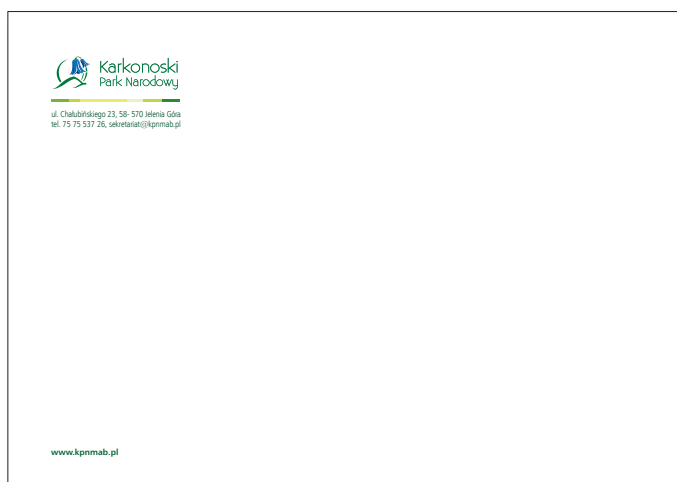 Karkonoski
Park Narodowy
ul. Chałubińskiego 23, 58- 570 Jelenia Góra
tel. 75 75 537 26, sekretariat@kpnmab.pl
www.kpnmab.pl